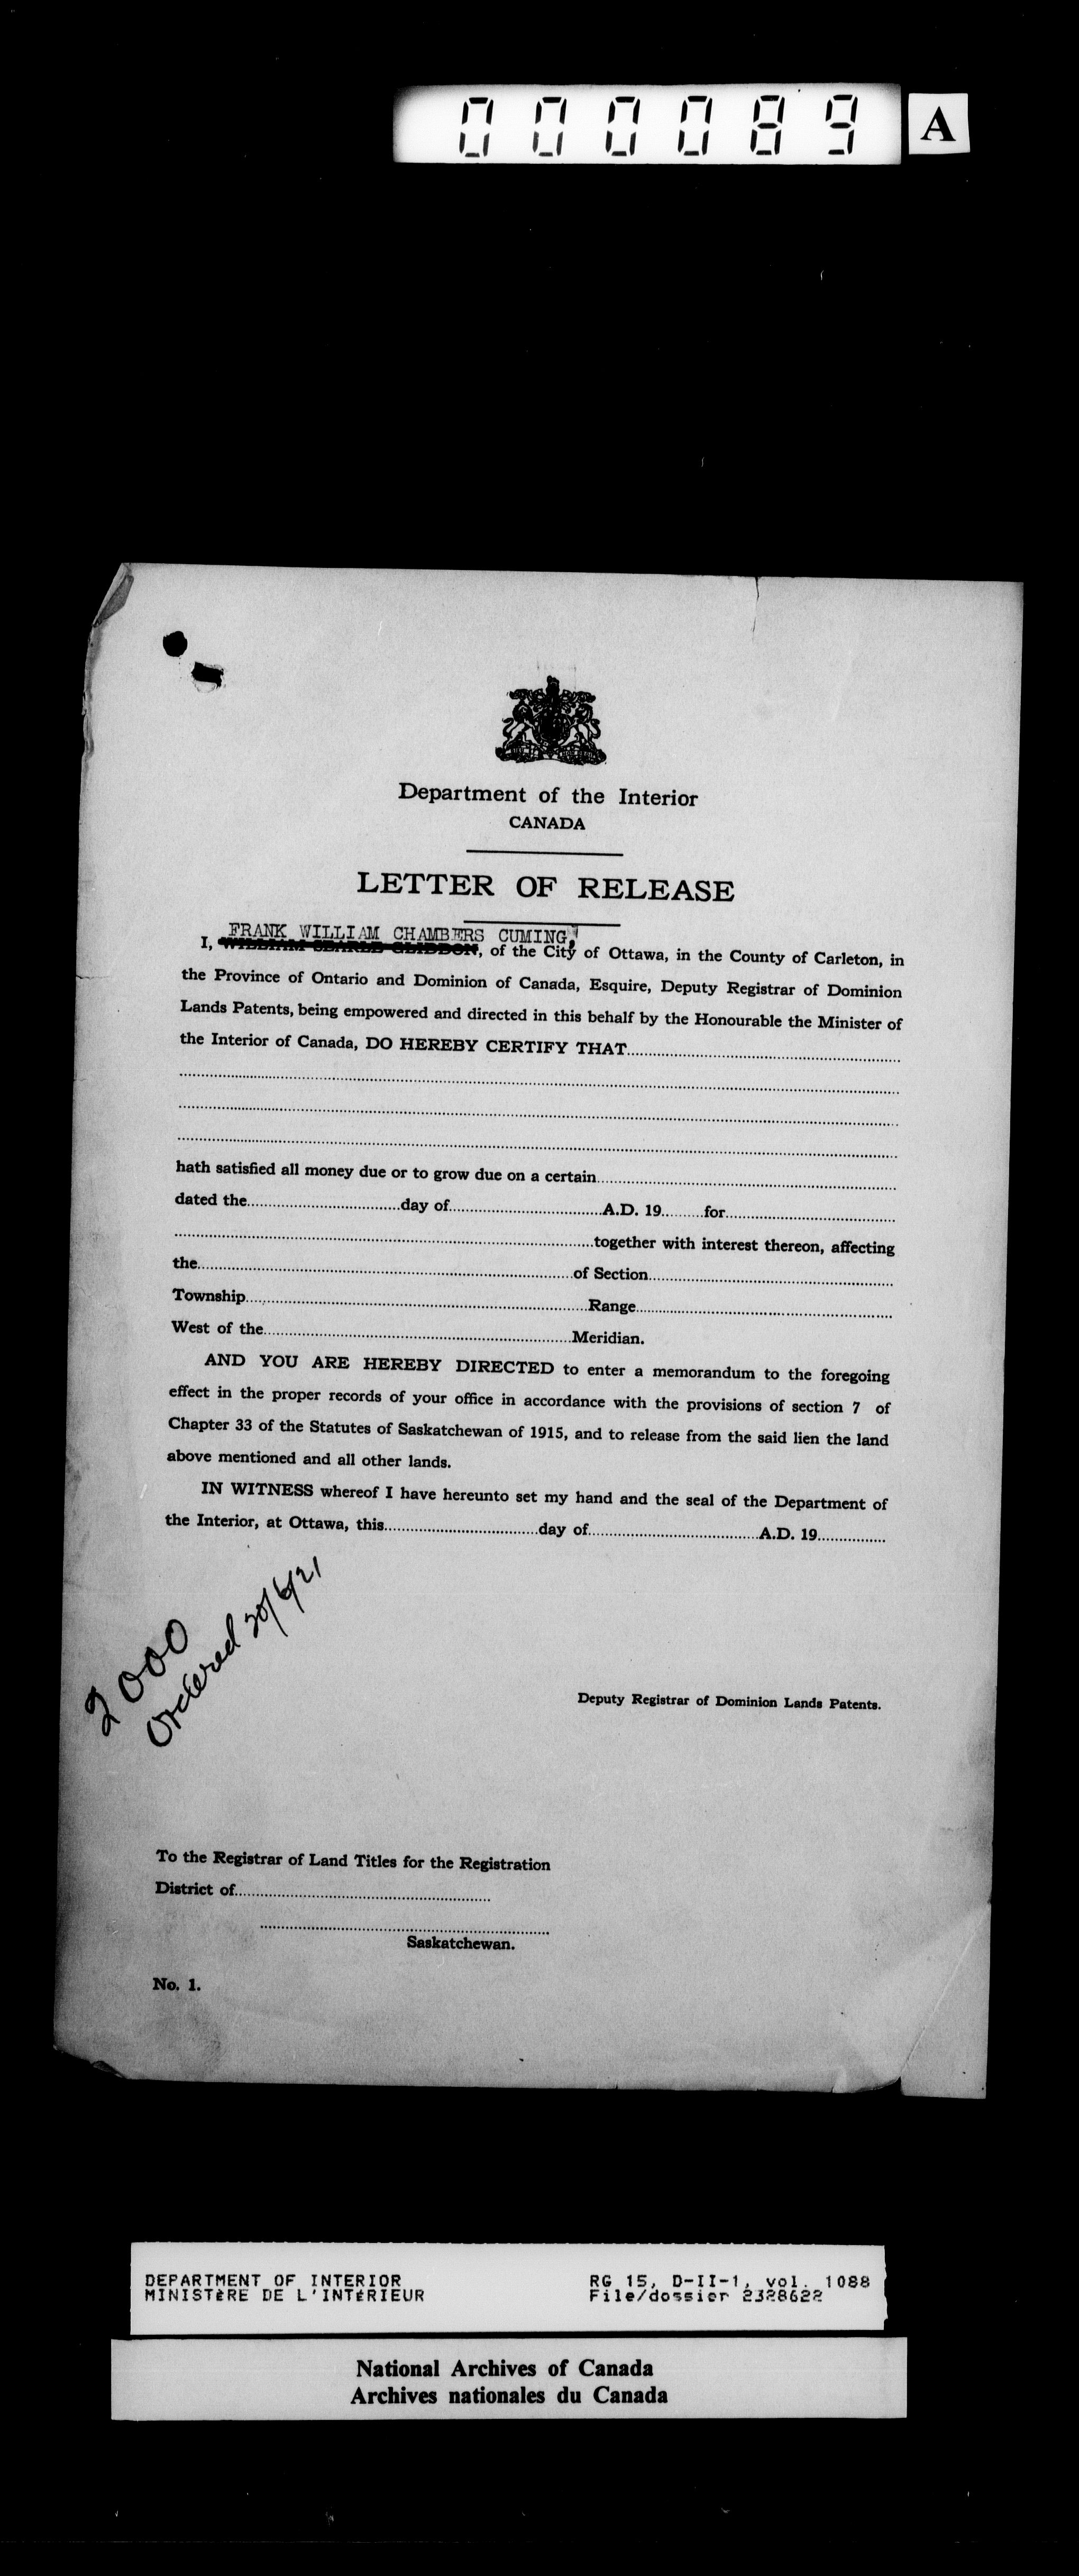 000089 A
Department of the Interior
CANADA
LETTER OF RELEASE
FRANK WILLIAM CHAMBERS CUMING,
I, WILLIAM SEARLE GLIDDON, of the City of Ottawa, in the County of Carleton, in
the Province of Ontario and Dominion of Canada, Esquire, Deputy Registrar of Dominion
Lands Patents, being empowered and directed in this behalf by the Honourable the Minister of
the Interior of Canada, DO HEREBY CERTIFY THAT
hath satisfied all money due or to grow due on a certain
dated the day of A.D. 19 for
together with interest thereon, affecting
the of Section
Township Range
West of the Meridian.
AND YOU ARE HEREBY DIRECTED to enter a memorandum to the foregoing
effect in the proper records of your office in accordance with the provisions of section 7 of
Chapter 33 of the Statutes of Saskatchewan of 1915, and to release from the said lien the land
above mentioned and all other lands.
IN WITNESS whereof I have hereunto set my hand and the seal of the Department of
the Interior, at Ottawa, this day of A.D. 19
2000
Ordered 20/6/21
Deputy Registrar of Dominion Lands Patents.
To the Registrar of Land Titles for the Registration
District of
Saskatchewan.
No. 1.
DEPARTMENT OF INTERIOR RG 15, D-II-1, vol. 1088
MINISTÈRE DE L'INTÉRIEUR File/dossier 2328622
National Archives of Canada
Archives nationales du Canada